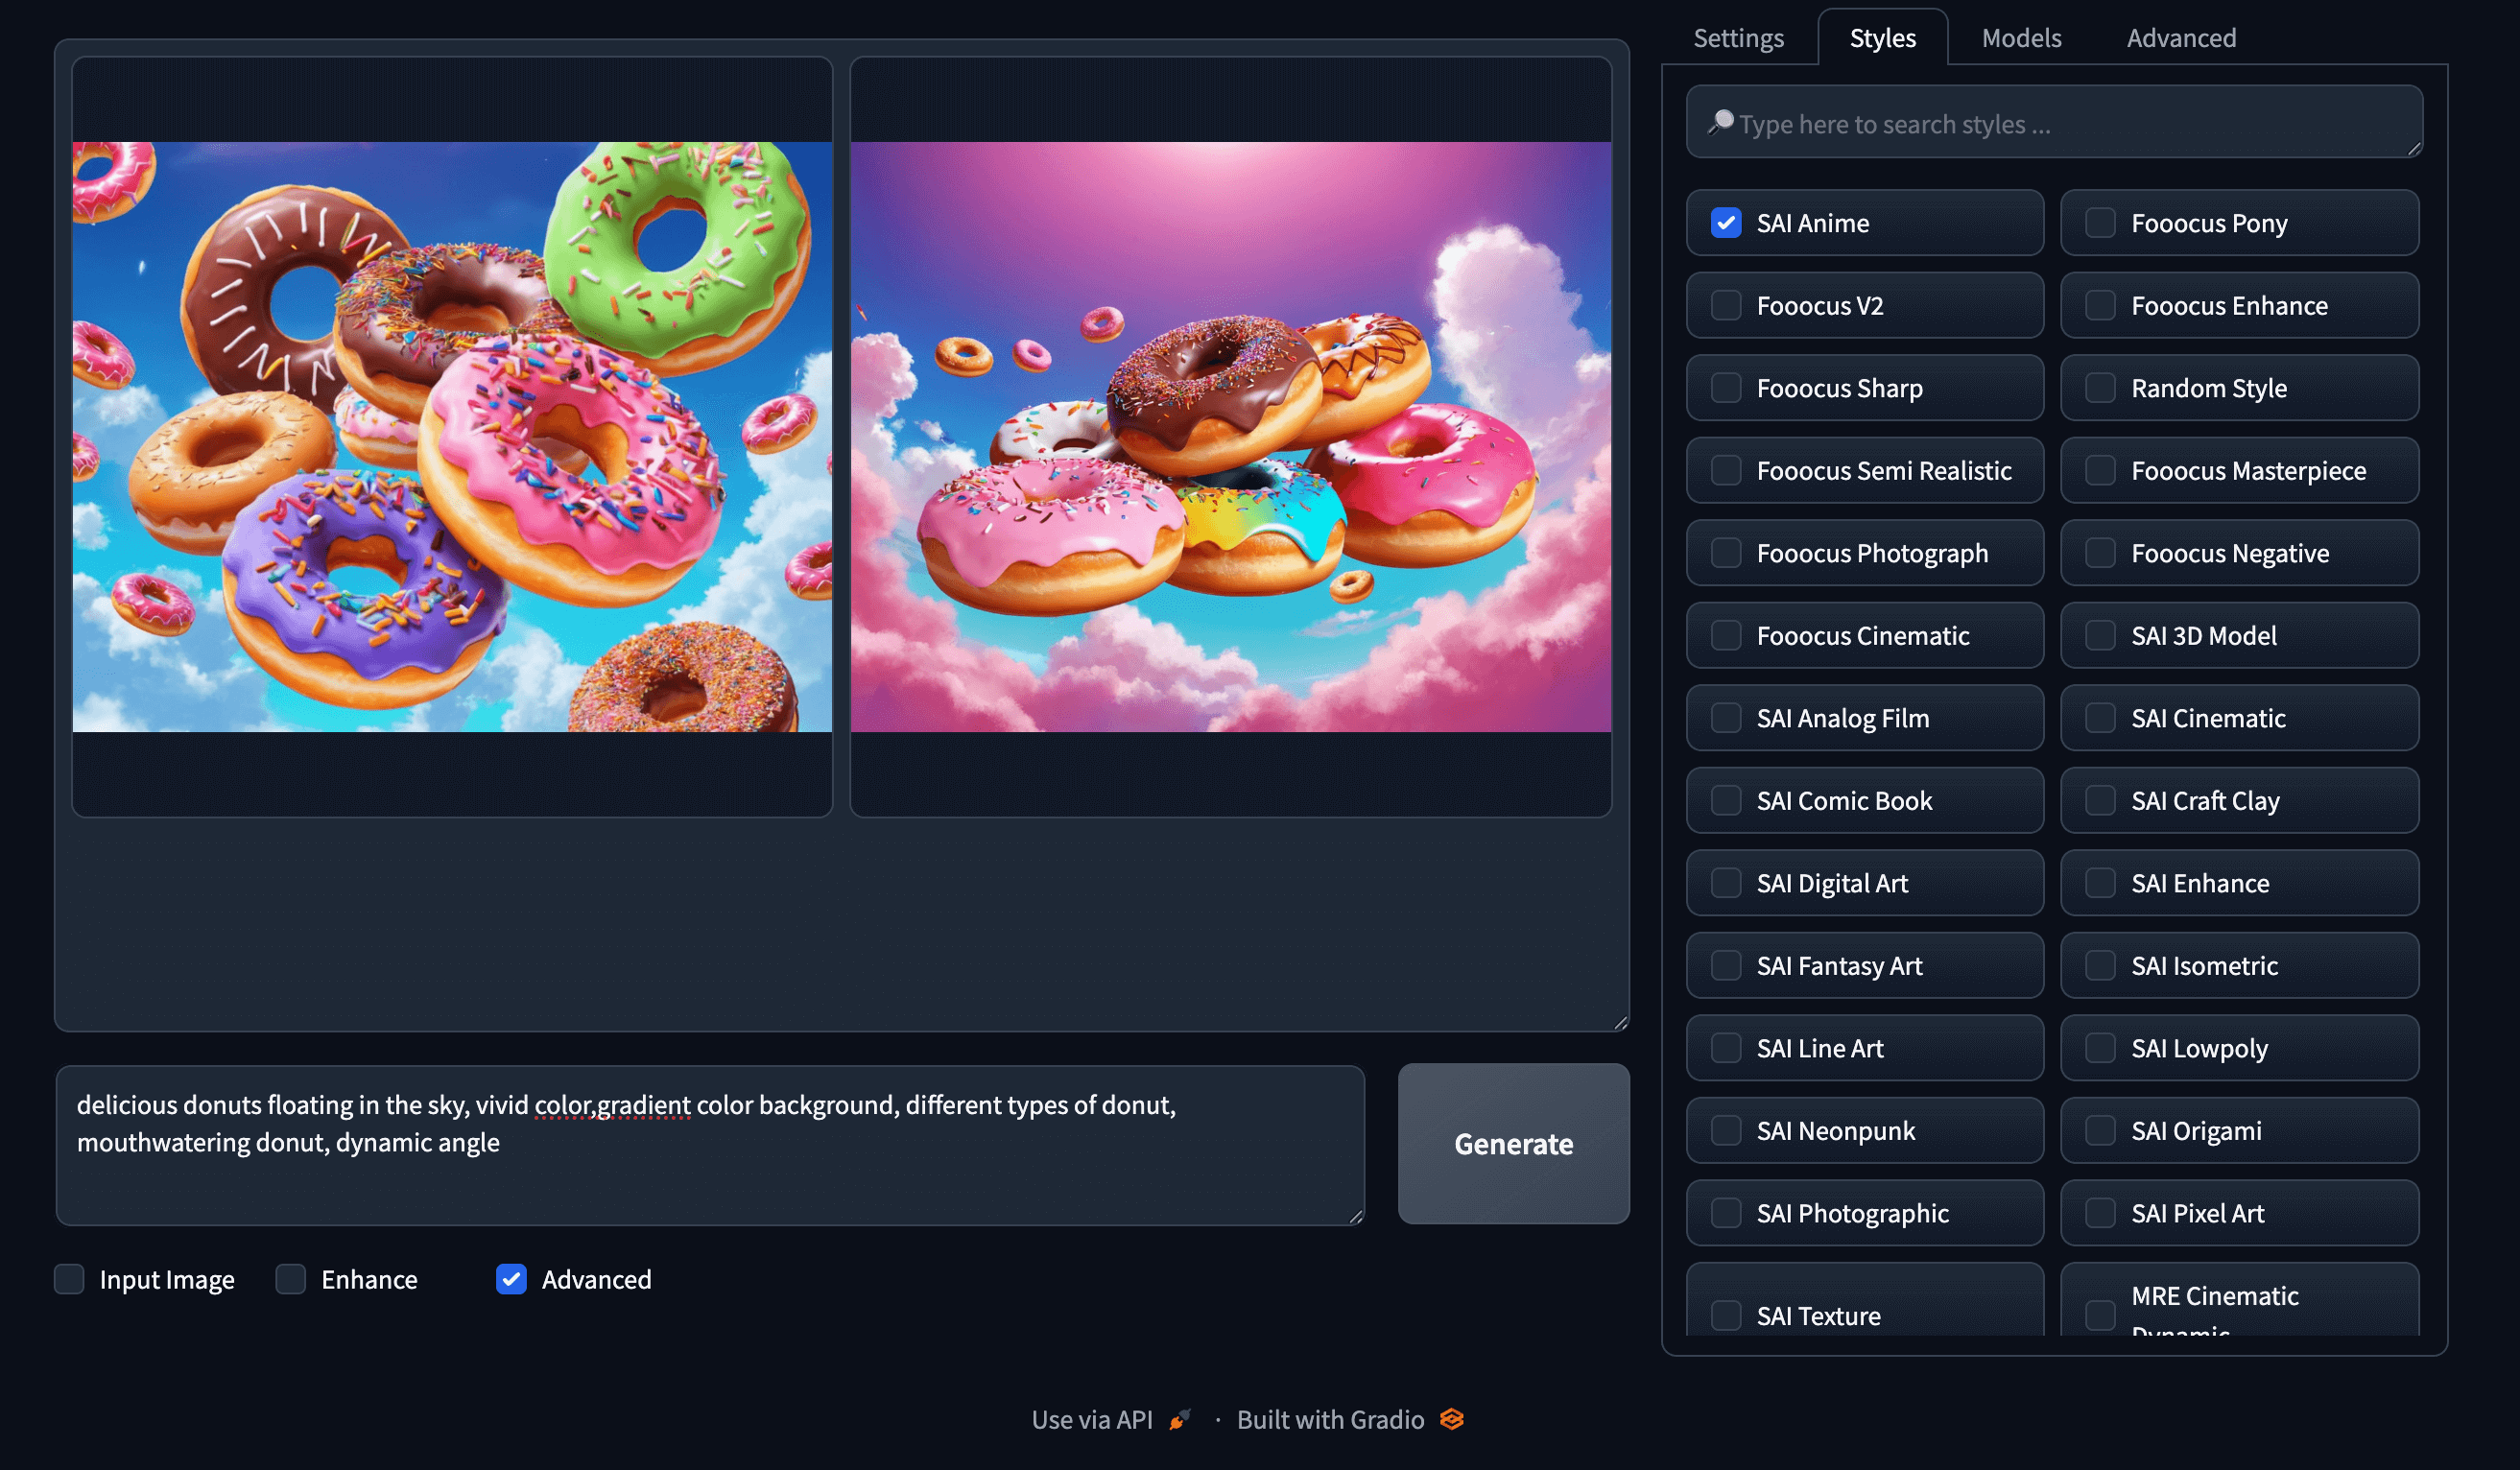 Settings
Styles
Models
Advanced
Type here to search styles ...
SAI Anime
Fooocus Pony
Fooocus V2
Fooocus Enhance
Fooocus Sharp
Random Style
Fooocus Semi Realistic
Fooocus Masterpiece
Fooocus Photograph
Fooocus Negative
Fooocus Cinematic
SAI 3D Model
SAI Analog Film
SAI Cinematic
SAI Comic Book
SAI Craft Clay
SAI Digital Art
SAI Enhance
SAI Fantasy Art
SAI Isometric
SAI Line Art
SAI Lowpoly
SAI Neonpunk
SAI Origami
SAI Photographic
SAI Pixel Art
SAI Texture
MRE Cinematic
Dynamic
delicious donuts floating in the sky, vivid color,gradient color background, different types of donut,
mouthwatering donut, dynamic angle
Generate
Input Image
Enhance
Advanced
Use via API · Built with Gradio